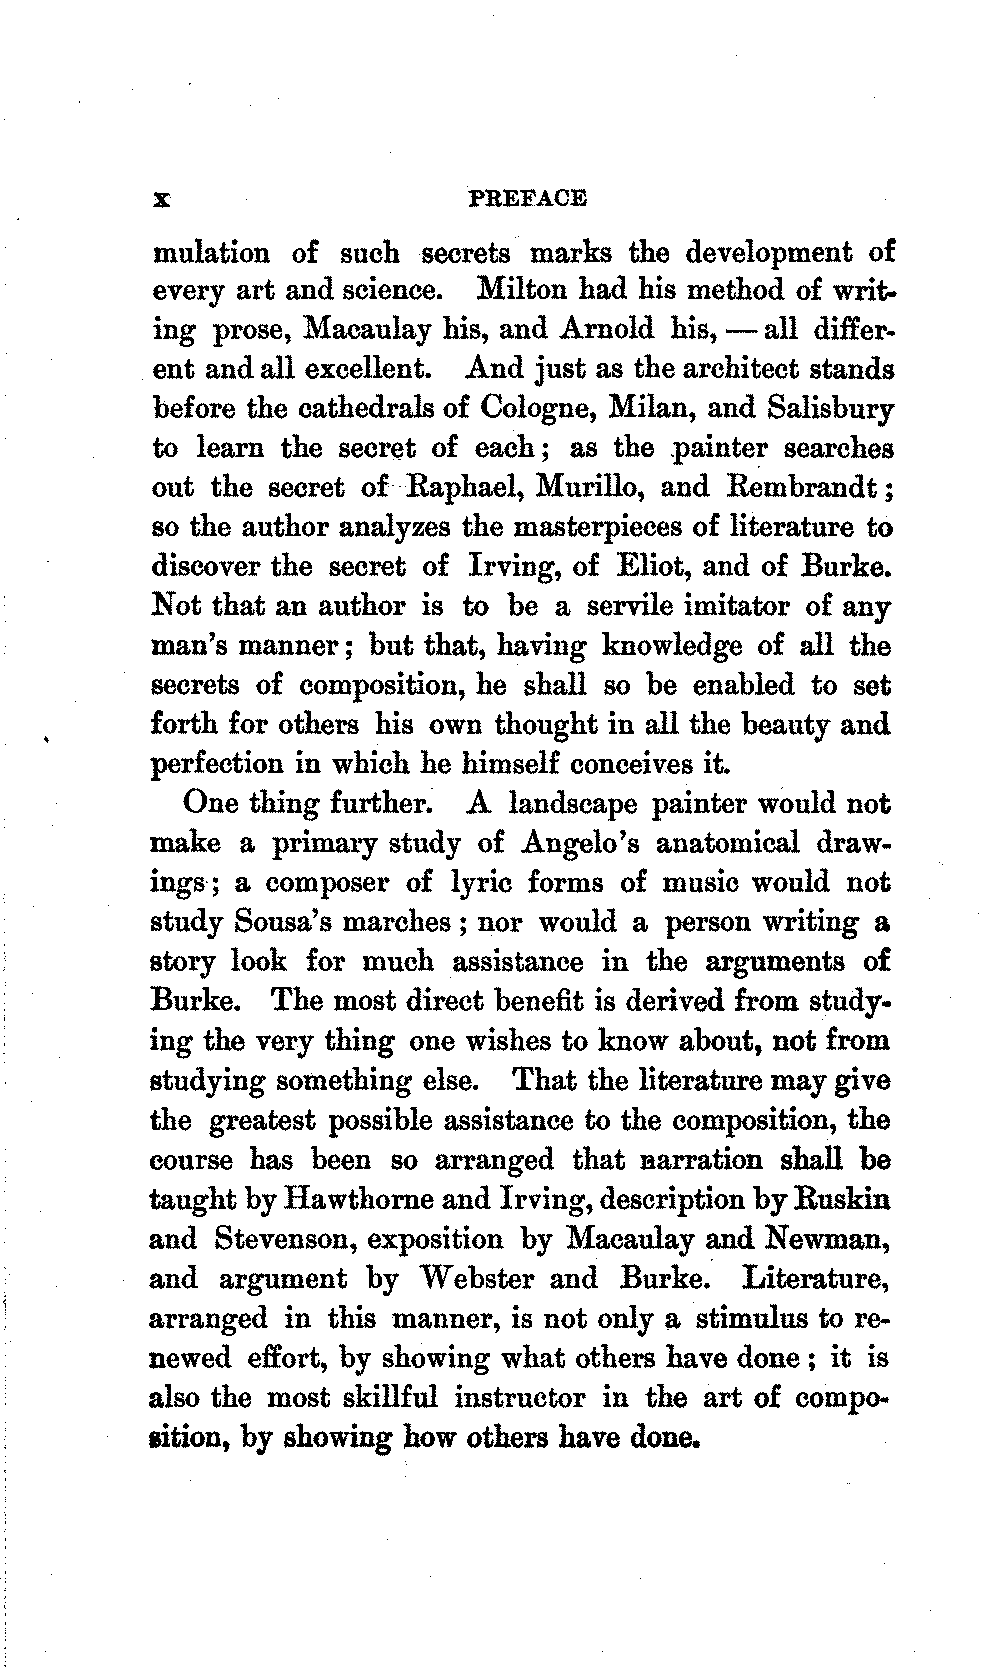 x PREFACE
mulation of such secrets marks the development of
every art and science. Milton had his method of writ-
ing prose, Macaulay his, and Arnold his, — all differ-
ent and all excellent. And just as the architect stands
before the cathedrals of Cologne, Milan, and Salisbury
to learn the secret of each; as the painter searches
out the secret of Raphael, Murillo, and Rembrandt;
so the author analyzes the masterpieces of literature to
discover the secret of Irving, of Eliot, and of Burke.
Not that an author is to be a servile imitator of any
man's manner; but that, having knowledge of all the
secrets of composition, he shall so be enabled to set
forth for others his own thought in all the beauty and
perfection in which he himself conceives it.
One thing further. A landscape painter would not
make a primary study of Angelo's anatomical draw-
ings; a composer of lyric forms of music would not
study Sousa's marches; nor would a person writing a
story look for much assistance in the arguments of
Burke. The most direct benefit is derived from study-
ing the very thing one wishes to know about, not from
studying something else. That the literature may give
the greatest possible assistance to the composition, the
course has been so arranged that narration shall be
taught by Hawthorne and Irving, description by Ruskin
and Stevenson, exposition by Macaulay and Newman,
and argument by Webster and Burke. Literature,
arranged in this manner, is not only a stimulus to re-
newed effort, by showing what others have done; it is
also the most skillful instructor in the art of compo-
sition, by showing how others have done.